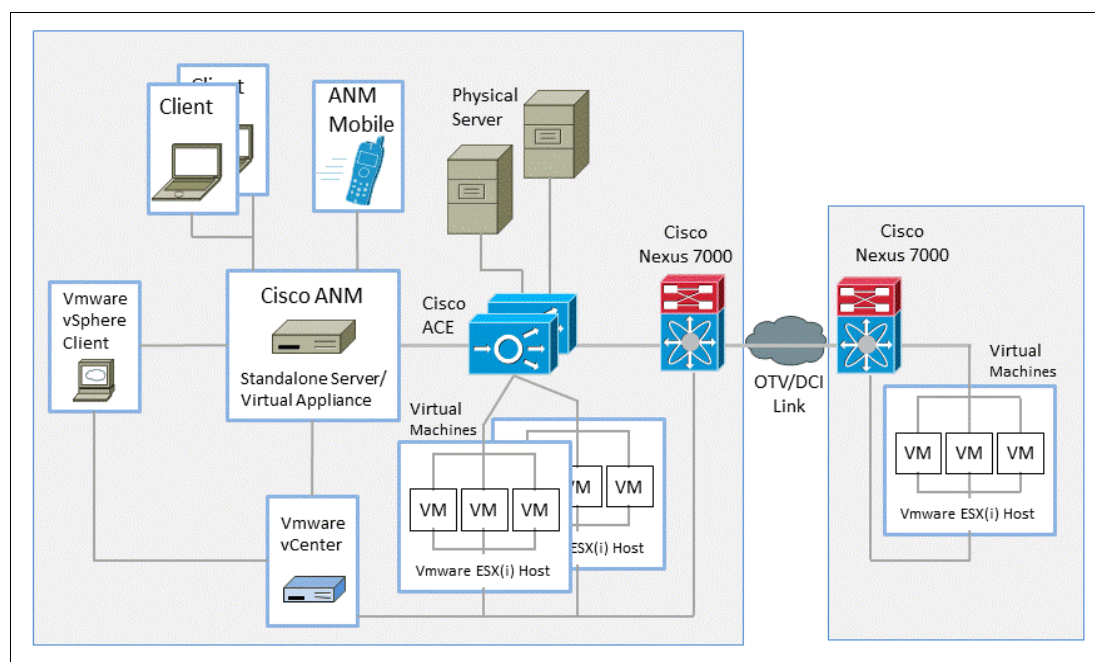 Client
Client
ANM
Mobile
Physical
Server
Cisco
Nexus 7000
Cisco
Nexus 7000
Vmware
vSphere
Client
Cisco ANM
Standalone Server/
Virtual Appliance
Cisco
ACE
OTV/DCI
Link
Virtual
Machines
Virtual
Machines
VM
VM
VM
VM
VM
VM
VM
VM
Vmware ESX(i) Host
ESX(i) Host
Vmware ESX(i) Host
Vmware
vCenter